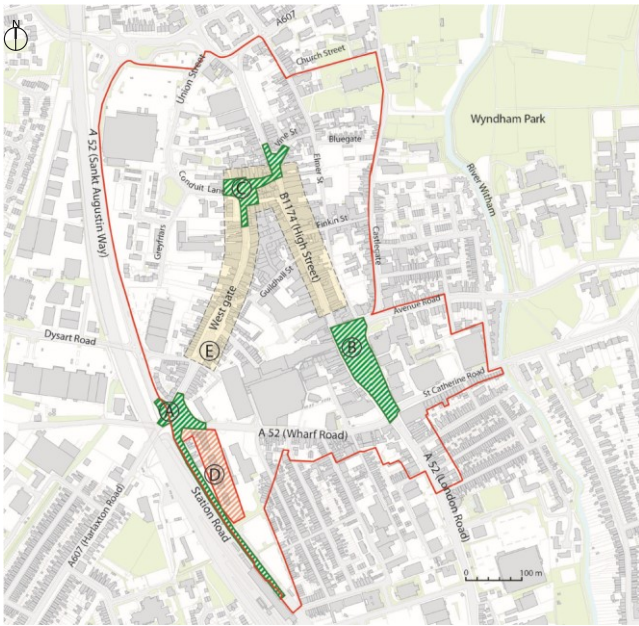 N
A607
Church Street
Union Street
Wyndham Park
Vine St
Bluegate
Elmer St
River Witham
A 52 (Sankt Augustin Way)
Conduit Lane
C
B1174 (High Street)
Finkin St
Castlegate
Greyfriars
Guildhall St
West gate
Avenue Road
Dysart Road
E
B
St Catherine Road
A
A 52 (Wharf Road)
D
A 52 (London Road)
Station Road
A607 (Harlaxton Road)
0
100 m